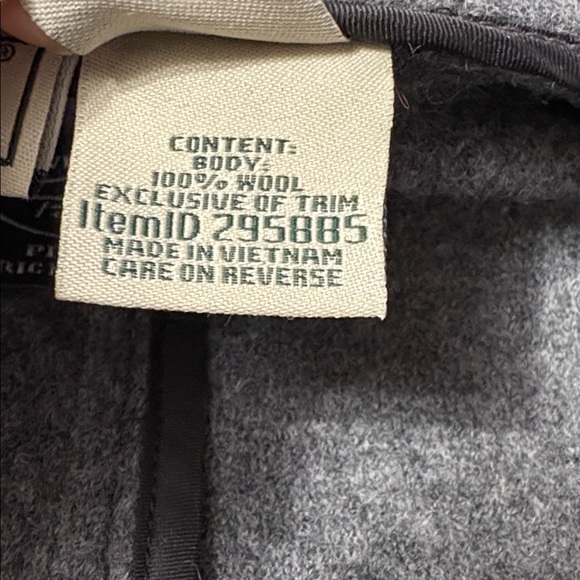 CONTENT:
BODY:
100% WOOL
EXCLUSIVE OF TRIM
ItemID 295885
MADE IN VIETNAM
CARE ON REVERSE